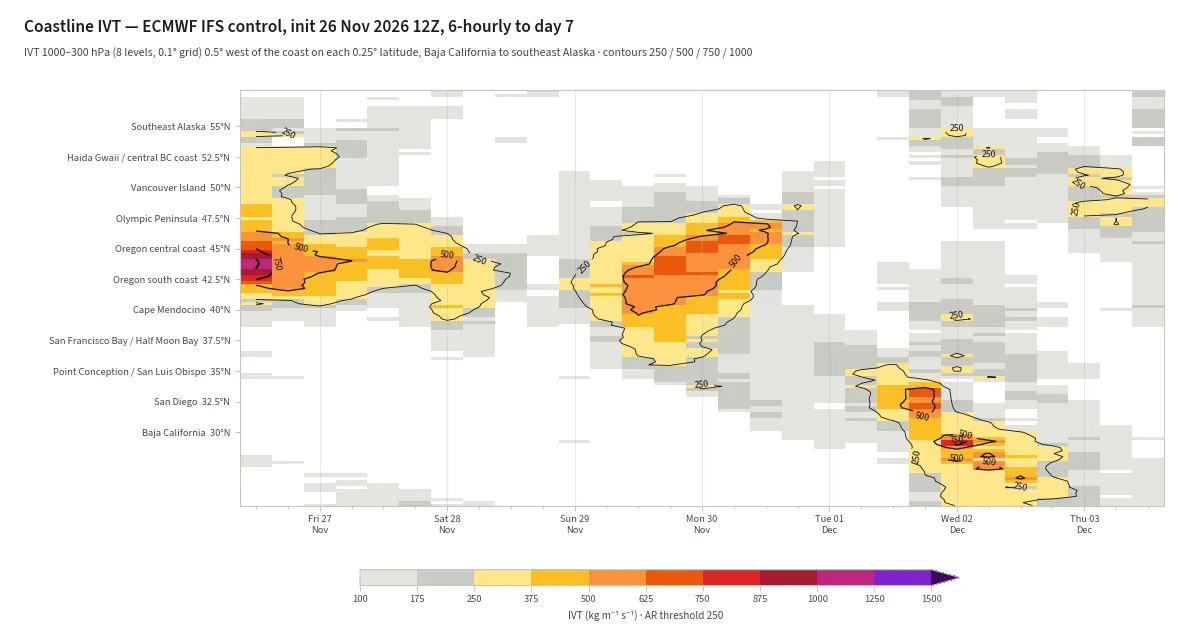 Coastline IVT — ECMWF IFS control, init 26 Nov 2026 12Z, 6-hourly to day 7
IVT 1000–300 hPa (8 levels, 0.1° grid) 0.5° west of the coast on each 0.25° latitude, Baja California to southeast Alaska · contours 250 / 500 / 750 / 1000
Southeast Alaska 55°N
Haida Gwaii / central BC coast 52.5°N
Vancouver Island 50°N
Olympic Peninsula 47.5°N
Oregon central coast 45°N
Oregon south coast 42.5°N
Cape Mendocino 40°N
San Francisco Bay / Half Moon Bay 37.5°N
Point Conception / San Luis Obispo 35°N
San Diego 32.5°N
Baja California 30°N
250
250
250
250
250
500
500
250
750
250
500
250
250
500
500
250
500
500
250
250
Fri 27 Nov
Sat 28 Nov
Sun 29 Nov
Mon 30 Nov
Tue 01 Dec
Wed 02 Dec
Thu 03 Dec
100 175 250 375 500 625 750 875 1000 1250 1500
IVT (kg m⁻¹ s⁻¹) · AR threshold 250